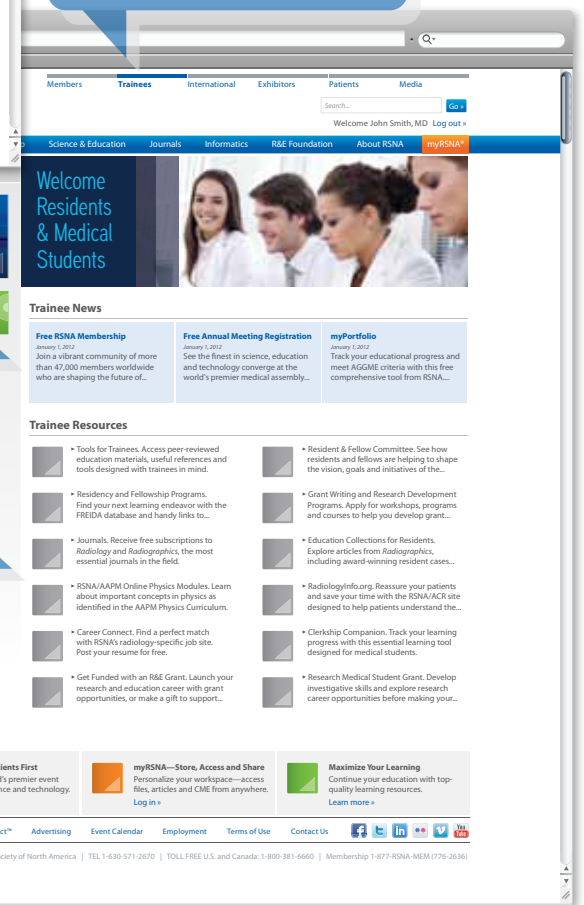 Members Trainees International Exhibitors Patients Media
Search... Go »
Welcome John Smith, MD Log out »
Science & Education Journals Informatics R&E Foundation About RSNA myRSNA®
Welcome
Residents
& Medical
Students
Trainee News
Free RSNA Membership
January 1, 2012
Join a vibrant community of more
than 47,000 members worldwide
who are shaping the future of...
Free Annual Meeting Registration
January 1, 2012
See the finest in science, education
and technology converge at the
world's premier medical assembly...
myPortfolio
January 1, 2012
Track your educational progress and
meet AGGME criteria with this free
comprehensive tool from RSNA....
Trainee Resources
Tools for Trainees. Access peer-reviewed
education materials, useful references and
tools designed with trainees in mind.
Resident & Fellow Committee. See how
residents and fellows are helping to shape
the vision, goals and initiatives of the...
Residency and Fellowship Programs.
Find your next learning endeavor with the
FREIDA database and handy links to...
Grant Writing and Research Development
Programs. Apply for workshops, programs
and courses to help you develop grant...
Journals. Receive free subscriptions to
Radiology and Radiographics, the most
essential journals in the field.
Education Collections for Residents.
Explore articles from Radiographics,
including award-winning resident cases...
RSNA/AAPM Online Physics Modules. Learn
about important concepts in physics as
identified in the AAPM Physics Curriculum.
RadiologyInfo.org. Reassure your patients
and save your time with the RSNA/ACR site
designed to help patients understand the...
Career Connect. Find a perfect match
with RSNA's radiology-specific job site.
Post your resume for free.
Clerkship Companion. Track your learning
progress with this essential learning tool
designed for medical students.
Get Funded with an R&E Grant. Launch your
research and education career with grant
opportunities, or make a gift to support...
Research Medical Student Grant. Develop
investigative skills and explore research
career opportunities before making your...
ients First
d's premier event
nce and technology.
myRSNA—Store, Access and Share
Personalize your workspace—access
files, articles and CME from anywhere.
Log in »
Maximize Your Learning
Continue your education with top-
quality learning resources.
Learn more »
ct™ Advertising Event Calendar Employment Terms of Use Contact Us
ciety of North America | TEL 1-630-571-2670 | TOLL FREE U.S. and Canada: 1-800-381-6660 | Membership 1-877-RSNA-MEM (776-2636)